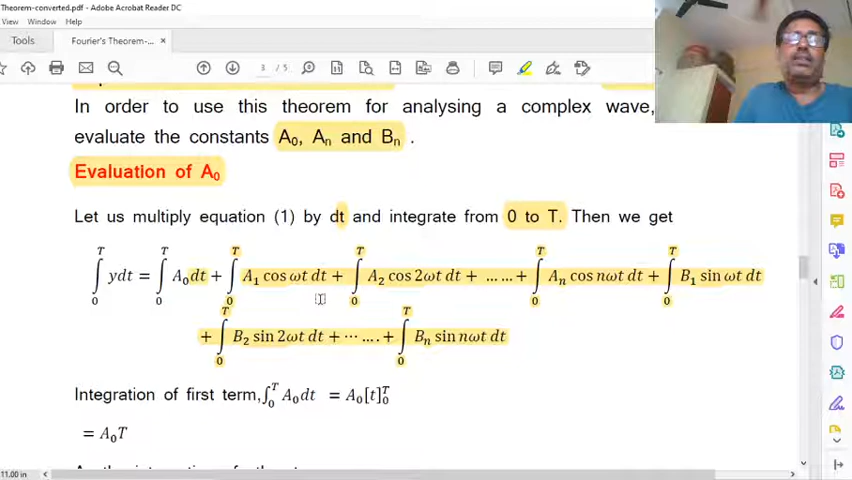 Theorem-converted.pdf - Adobe Acrobat Reader DC
View Window Help
Tools Fourier's Theorem-... ×
3 / 5
In order to use this theorem for analysing a complex wave,
evaluate the constants A₀, Aₙ and Bₙ .
Evaluation of A₀
Let us multiply equation (1) by dt and integrate from 0 to T. Then we get
∫₀ᵀ ydt = ∫₀ᵀ A₀dt + ∫₀ᵀ A₁ cos ωt dt + ∫₀ᵀ A₂ cos 2ωt dt + … … + ∫₀ᵀ Aₙ cos nωt dt + ∫₀ᵀ B₁ sin ωt dt
+ ∫₀ᵀ B₂ sin 2ωt dt + ⋯ … . + ∫₀ᵀ Bₙ sin nωt dt
Integration of first term, ∫₀ᵀ A₀dt = A₀[t]₀ᵀ
= A₀T
11.00 in